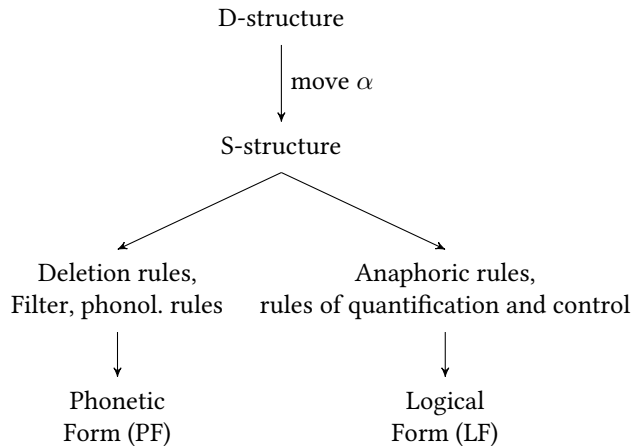 D-structure
move α
S-structure
Deletion rules,
Filter, phonol. rules
Anaphoric rules,
rules of quantification and control
Phonetic
Form (PF)
Logical
Form (LF)